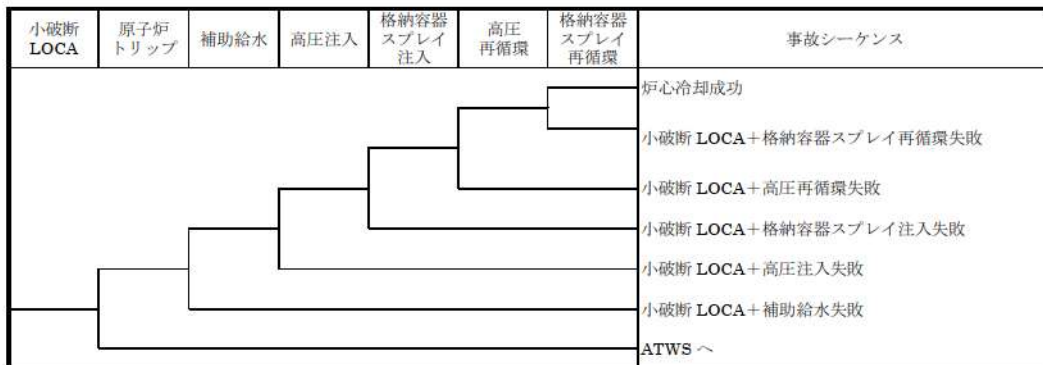 小破断
LOCA
原子炉
トリップ
補助給水
高圧注入
格納容器
スプレイ
注入
高圧
再循環
格納容器
スプレイ
再循環
事故シーケンス
炉心冷却成功
小破断 LOCA+格納容器スプレイ再循環失敗
小破断 LOCA+高圧再循環失敗
小破断 LOCA+格納容器スプレイ注入失敗
小破断 LOCA+高圧注入失敗
小破断 LOCA+補助給水失敗
ATWS へ